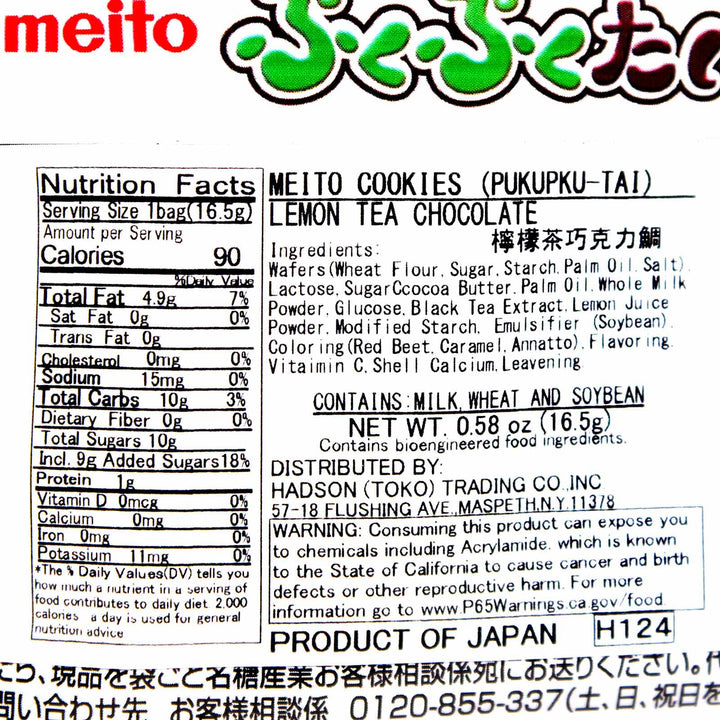 meito ぷくぷくたい
Nutrition Facts
Serving Size 1bag(16.5g)
Amount per Serving
Calories 90
%Daily Value
Total Fat 4.9g 7%
Sat Fat 0g 0%
Trans Fat 0g
Cholesterol 0mg 0%
Sodium 15mg 0%
Total Carbs 10g 3%
Dietary Fiber 0g 0%
Total Sugars 10g
Incl. 9g Added Sugars 18%
Protein 1g
Vitamin D 0mcg 0%
Calcium 0mg 0%
Iron 0mg 0%
Potassium 11mg 0%
*The % Daily Values(DV) tells you
how much a nutrient in a serving of
food contributes to daily diet. 2,000
calories a day is used for general
nutrition advice
MEITO COOKIES (PUKUPKU-TAI)
LEMON TEA CHOCOLATE
檸檬茶巧克力鯛
Ingredients:
Wafers(Wheat Flour, Sugar, Starch, Palm Oil, Salt),
Lactose, SugarCcocoa Butter, Palm Oil, Whole Milk
Powder, Glucose, Black Tea Extract, Lemon Juice
Powder, Modified Starch, Emulsifier (Soybean),
Coloring(Red Beet, Caramel, Annatto), Flavoring,
Vitaimin C, Shell Calcium, Leavening
CONTAINS:MILK, WHEAT AND SOYBEAN
NET WT. 0.58 oz (16.5g)
Contains bioengineered food ingredients.
DISTRIBUTED BY:
HADSON (TOKO) TRADING CO.,INC
57-18 FLUSHING AVE.,MASPETH.N.Y.11378
WARNING: Consuming this product can expose you
to chemicals including Acrylamide, which is known
to the State of California to cause cancer and birth
defects or other reproductive harm. For more
information go to www.P65Warnings.ca.gov/food
PRODUCT OF JAPAN H124
たら、現品を袋ごと名糖産業お客様相談係宛にお送りください。代
問い合わせ先 お客様相談係 0120-855-337(土、日、祝日を